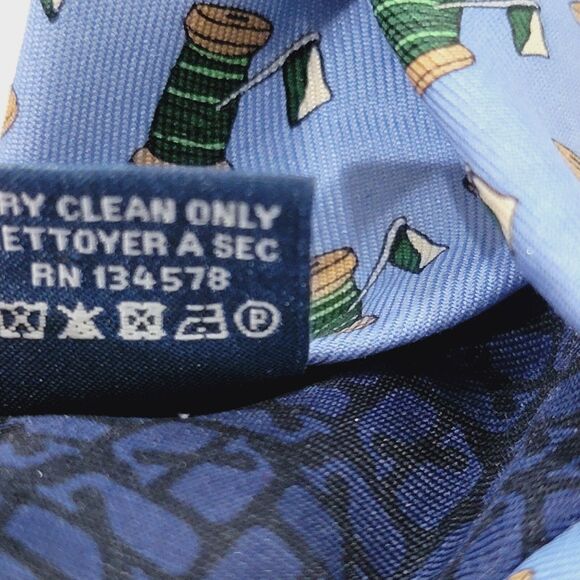 RY CLEAN ONLY
ETTOYER A SEC
RN 134578
P